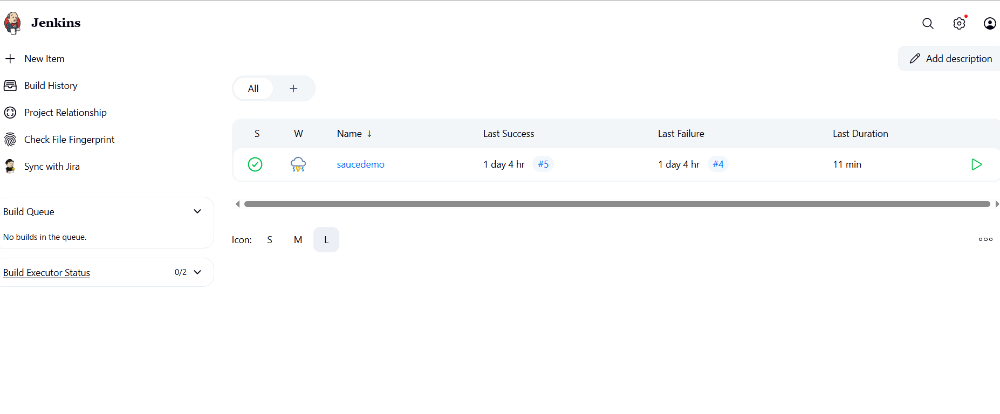 Jenkins
New Item
Build History
Project Relationship
Check File Fingerprint
Sync with Jira
Build Queue
No builds in the queue.
Build Executor Status 0/2
Add description
All +
S W Name ↓ Last Success Last Failure Last Duration
saucedemo 1 day 4 hr #5 1 day 4 hr #4 11 min
Icon: S M L